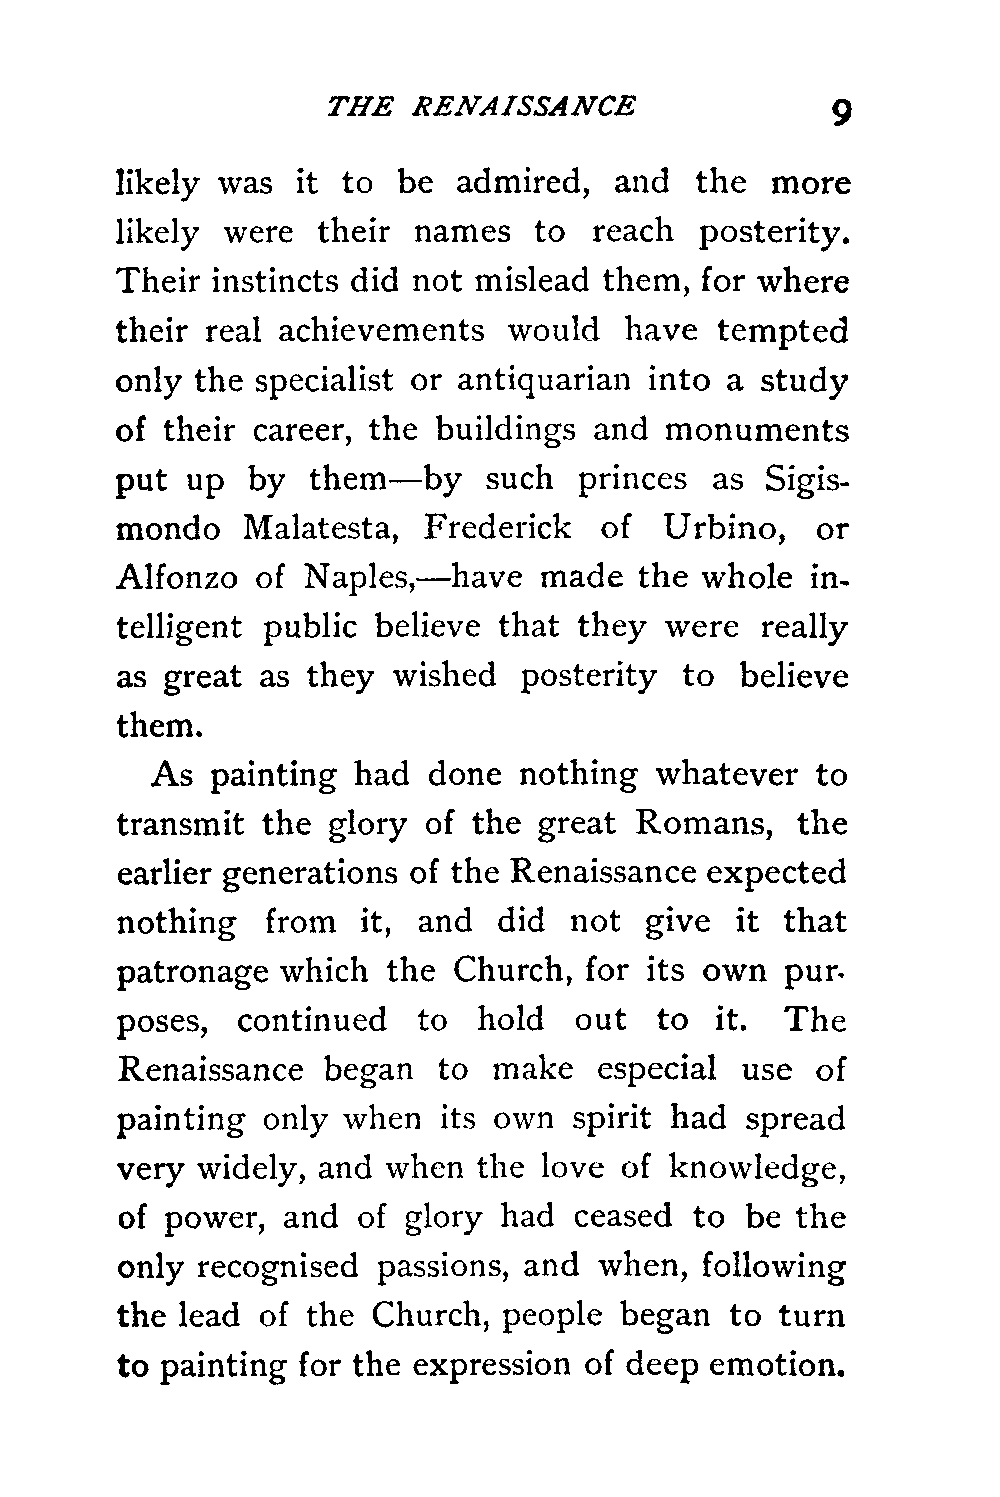 THE RENAISSANCE 9
likely was it to be admired, and the more
likely were their names to reach posterity.
Their instincts did not mislead them, for where
their real achievements would have tempted
only the specialist or antiquarian into a study
of their career, the buildings and monuments
put up by them—by such princes as Sigis-
mondo Malatesta, Frederick of Urbino, or
Alfonzo of Naples,—have made the whole in-
telligent public believe that they were really
as great as they wished posterity to believe
them.
As painting had done nothing whatever to
transmit the glory of the great Romans, the
earlier generations of the Renaissance expected
nothing from it, and did not give it that
patronage which the Church, for its own pur-
poses, continued to hold out to it. The
Renaissance began to make especial use of
painting only when its own spirit had spread
very widely, and when the love of knowledge,
of power, and of glory had ceased to be the
only recognised passions, and when, following
the lead of the Church, people began to turn
to painting for the expression of deep emotion.